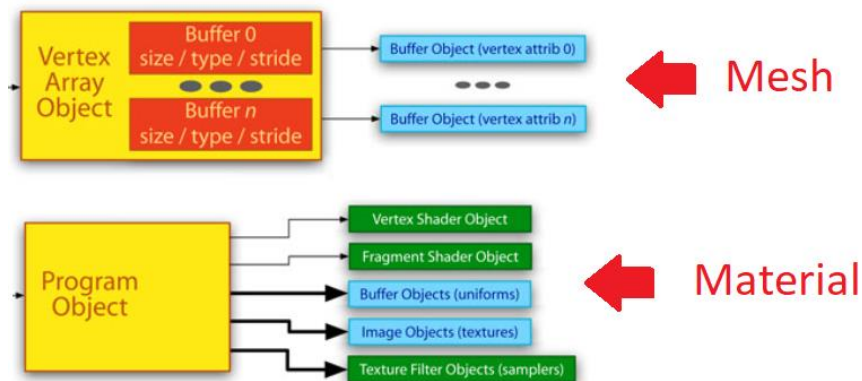 Vertex
Array
Object
Buffer 0
size / type / stride
Buffer n
size / type / stride
Buffer Object (vertex attrib 0)
Buffer Object (vertex attrib n)
Mesh
Program
Object
Vertex Shader Object
Fragment Shader Object
Buffer Objects (uniforms)
Image Objects (textures)
Texture Filter Objects (samplers)
Material